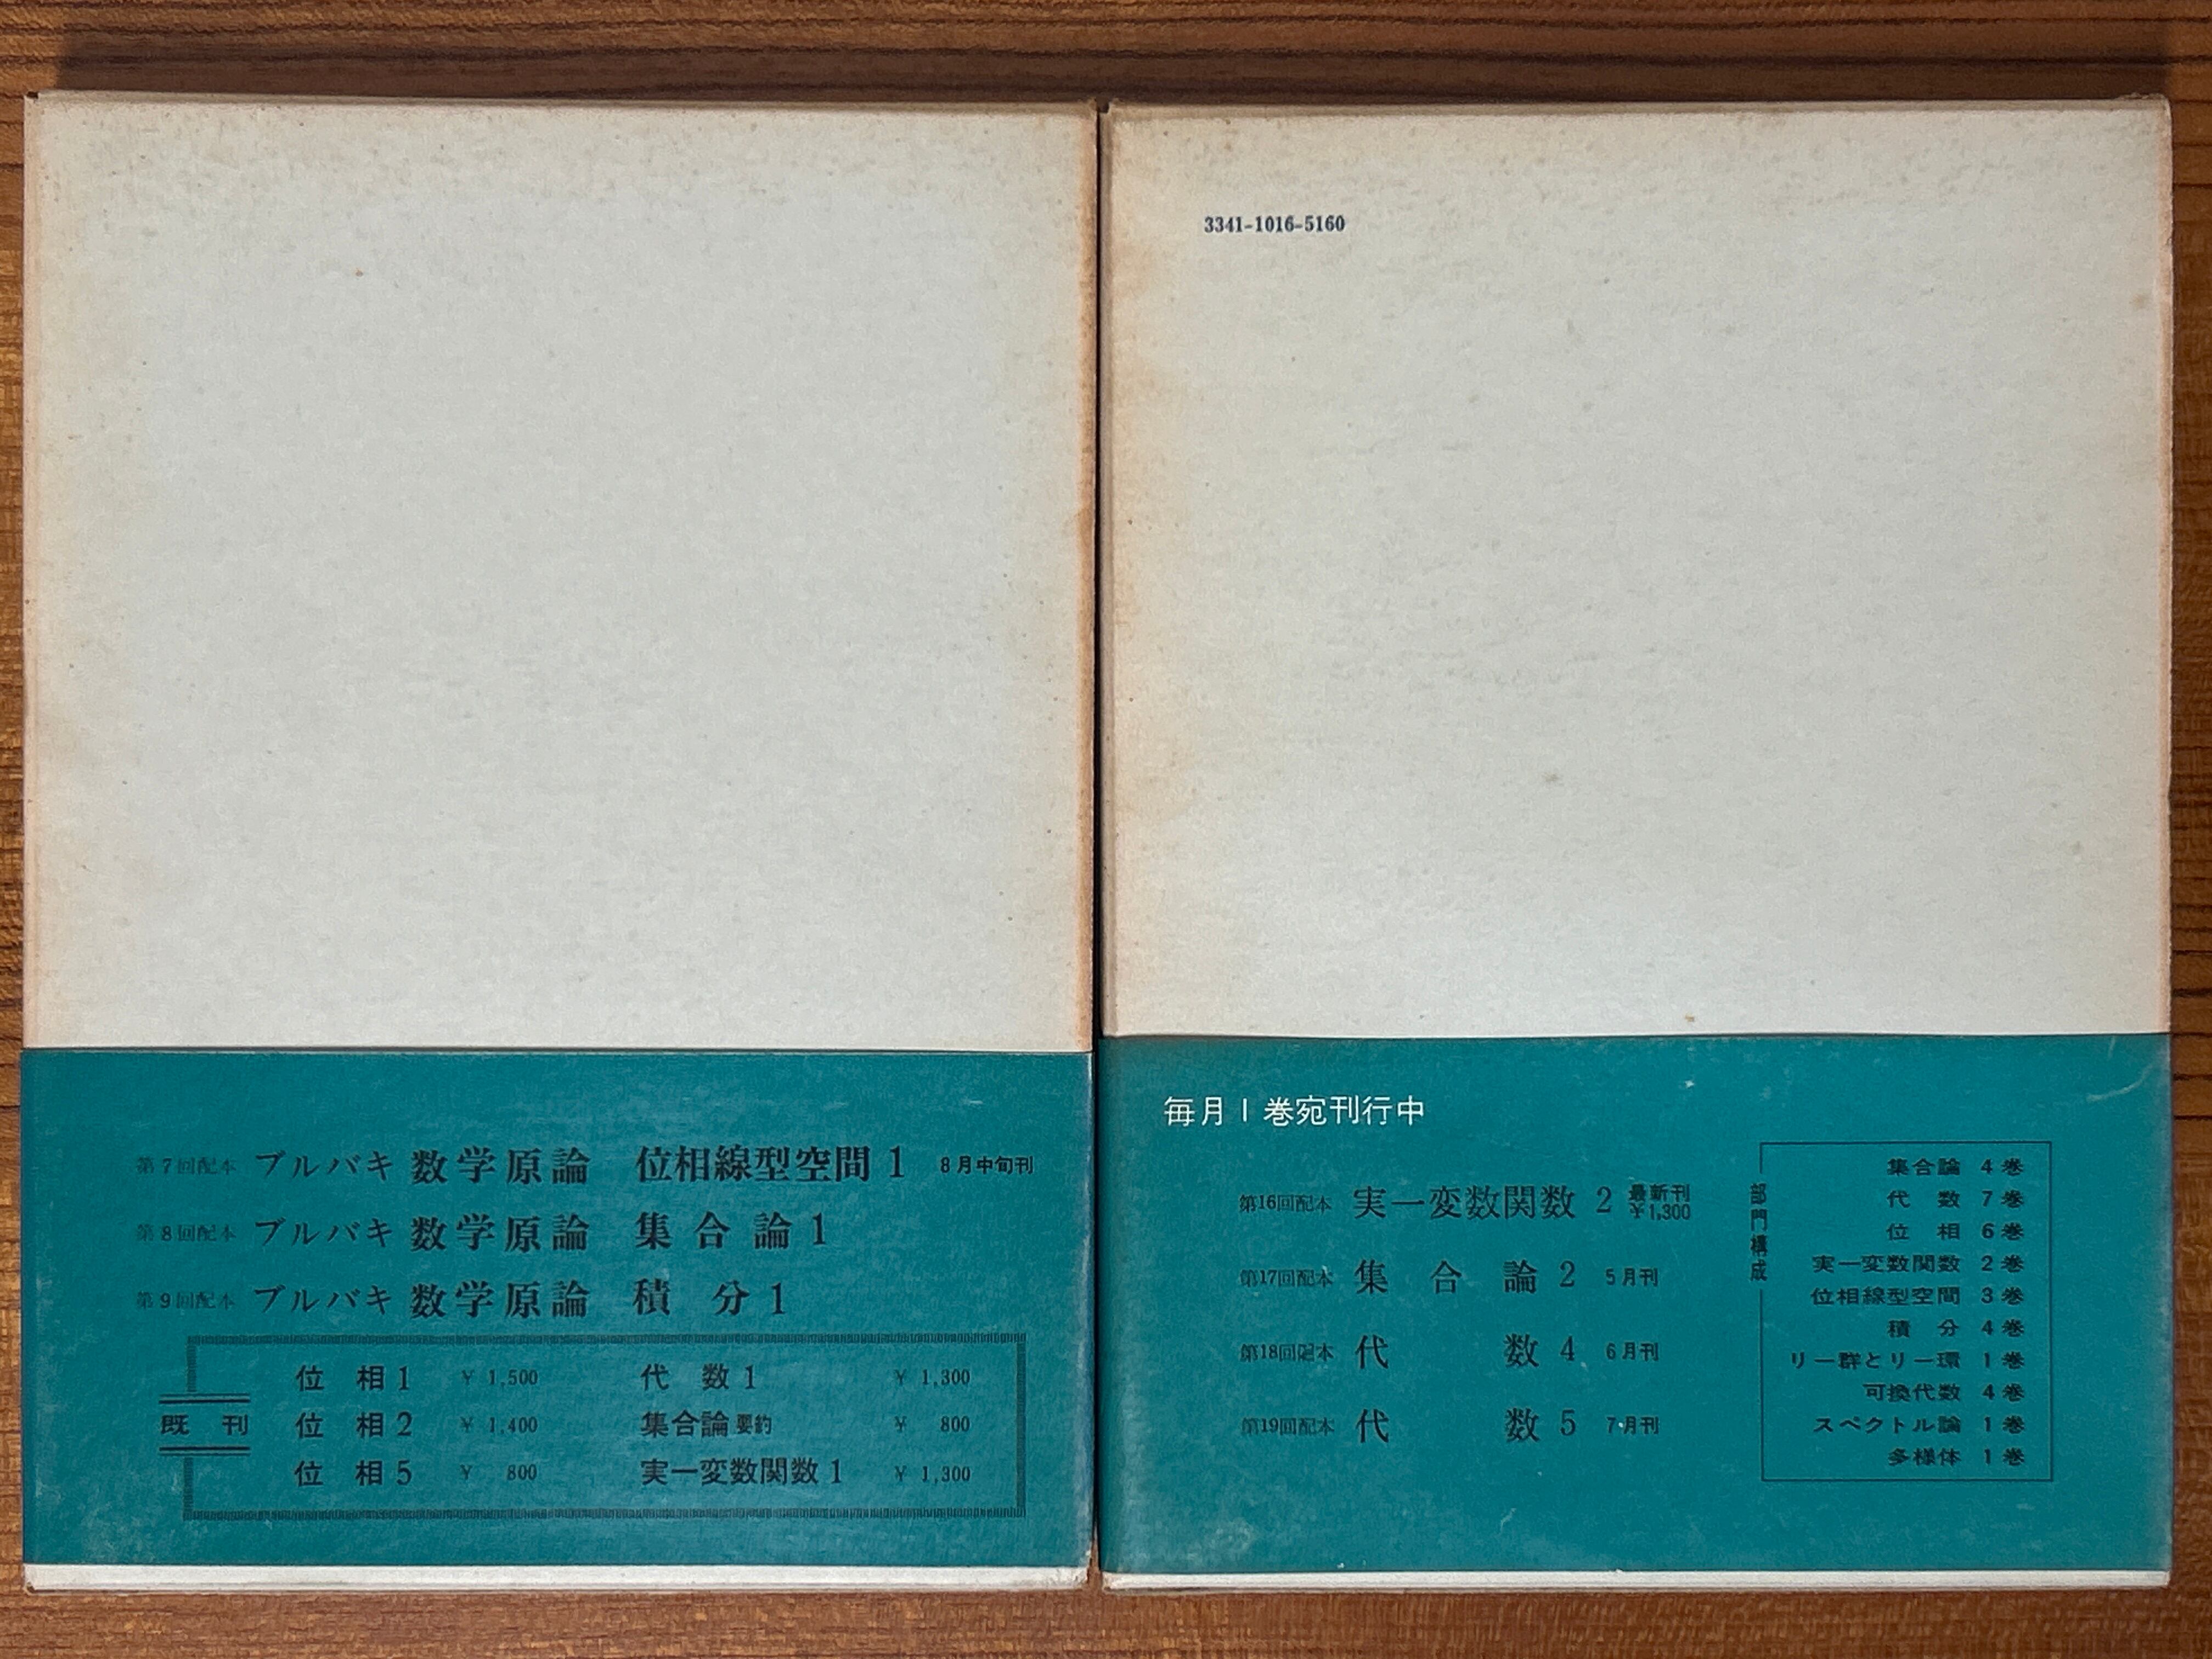 第7回配本 ブルバキ 数学原論 位相線型空間 1 8月中旬刊
第8回配本 ブルバキ 数学原論 集合論 1
第9回配本 ブルバキ 数学原論 積分 1
既刊
位相 1 ¥ 1,500 代数 1 ¥ 1,300
位相 2 ¥ 1,400 集合論 要約 ¥ 800
位相 5 ¥ 800 実一変数関数 1 ¥ 1,300
3341-1016-5160
毎月1巻宛刊行中
第16回配本 実一変数関数 2 最新刊 ¥1,300
第17回配本 集合論 2 5月刊
第18回配本 代数 4 6月刊
第19回配本 代数 5 7月刊
部門構成
集合論 4巻
代数 7巻
位相 6巻
実一変数関数 2巻
位相線型空間 3巻
積分 4巻
リー群とリー環 1巻
可換代数 4巻
スペクトル論 1巻
多様体 1巻